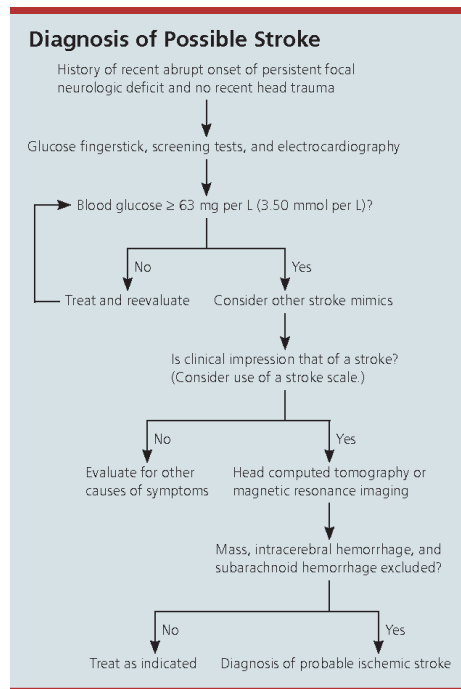 Diagnosis of Possible Stroke
History of recent abrupt onset of persistent focal
neurologic deficit and no recent head trauma
Glucose fingerstick, screening tests, and electrocardiography
Blood glucose ≥ 63 mg per L (3.50 mmol per L)?
No
Yes
Treat and reevaluate
Consider other stroke mimics
Is clinical impression that of a stroke?
(Consider use of a stroke scale.)
No
Yes
Evaluate for other
causes of symptoms
Head computed tomography or
magnetic resonance imaging
Mass, intracerebral hemorrhage, and
subarachnoid hemorrhage excluded?
No
Yes
Treat as indicated
Diagnosis of probable ischemic stroke